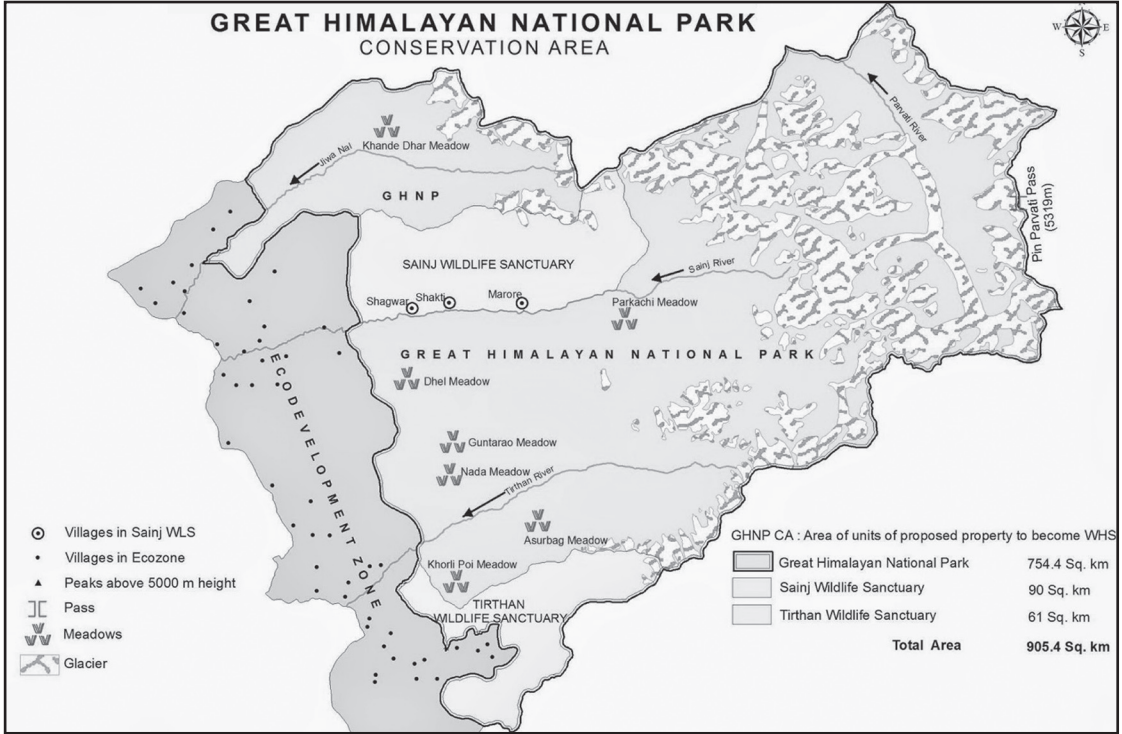 GREAT HIMALAYAN NATIONAL PARK
CONSERVATION AREA
N
W
E
S
Parvati River
Khande Dhar Meadow
Jiwa Nal
GHNP
Pin Parvati Pass
(5319m)
SAINJ WILDLIFE SANCTUARY
Sainj River
Shagwar
Shakti
Marore
Parkachi Meadow
GREAT HIMALAYAN NATIONAL PARK
Dhel Meadow
ECODEVELOPMENT ZONE
Guntarao Meadow
Nada Meadow
Tirthan River
Asurbag Meadow
Khorli Poi Meadow
TIRTHAN
WILDLIFE SANCTUARY
Villages in Sainj WLS
Villages in Ecozone
Peaks above 5000 m height
Pass
Meadows
Glacier
GHNP CA : Area of units of proposed property to become WHS
Great Himalayan National Park 754.4 Sq. km
Sainj Wildlife Sanctuary 90 Sq. km
Tirthan Wildlife Sanctuary 61 Sq. km
Total Area 905.4 Sq. km